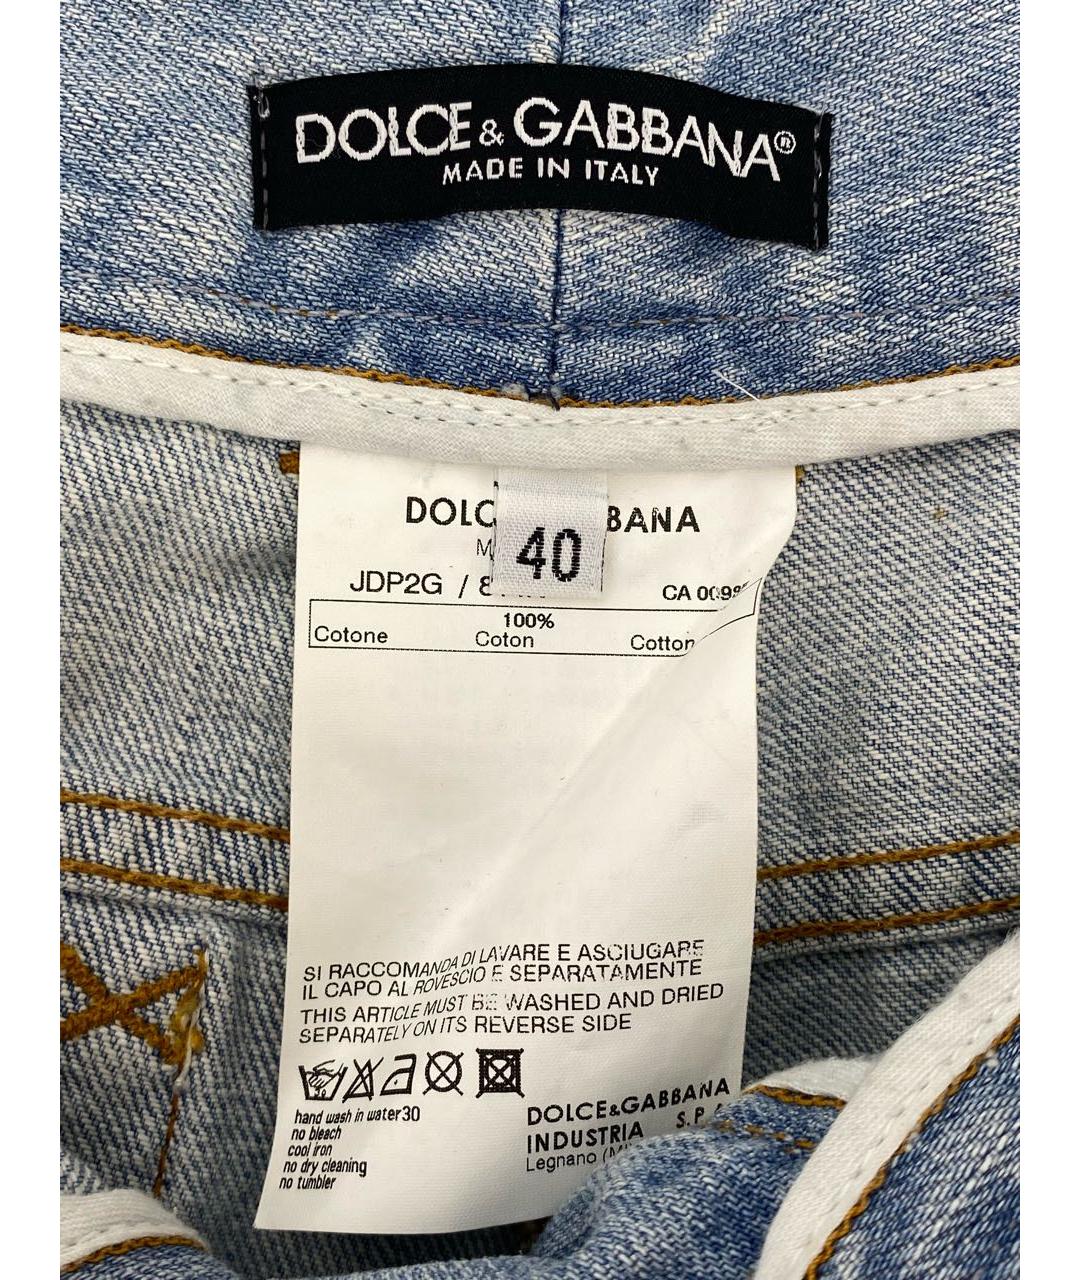 DOLCE & GABBANA®
MADE IN ITALY
40
JDP2G /
CA
100%
Cotone Coton Cotton
SI RACCOMANDA DI LAVARE E ASCIUGARE
IL CAPO AL ROVESCIO E SEPARATAMENTE
THIS ARTICLE MUST BE WASHED AND DRIED
SEPARATELY ON ITS REVERSE SIDE
30
hand wash in water30
no bleach
cool iron
no dry cleaning
no tumbler
DOLCE&GABBANA
INDUSTRIA S.P.A
Legnano